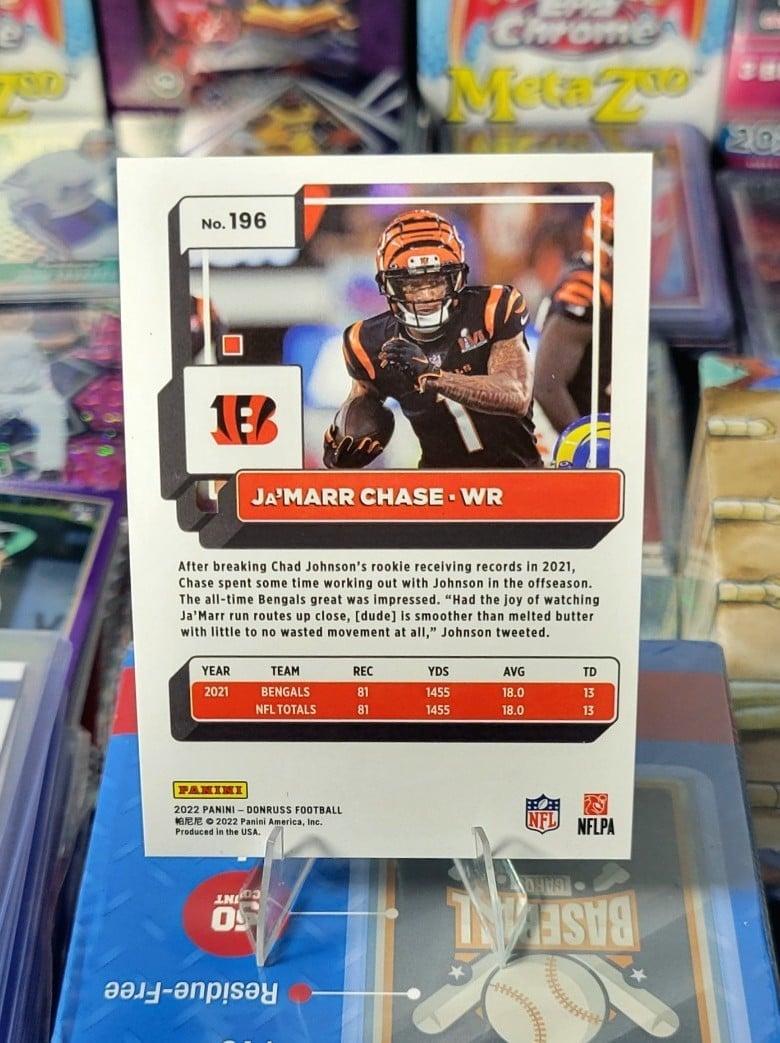 Chrome
MetaZoo
No. 196
B
1
JA'MARR CHASE · WR
After breaking Chad Johnson's rookie receiving records in 2021,
Chase spent some time working out with Johnson in the offseason.
The all-time Bengals great was impressed. “Had the joy of watching
Ja'Marr run routes up close, [dude] is smoother than melted butter
with little to no wasted movement at all,” Johnson tweeted.
YEAR TEAM REC YDS AVG TD
2021 BENGALS 81 1455 18.0 13
NFL TOTALS 81 1455 18.0 13
PANINI
2022 PANINI – DONRUSS FOOTBALL
帕尼尼 © 2022 Panini America, Inc.
Produced in the USA.
NFL
NFLPA
COUNT
BASEBALL
Residue-Free